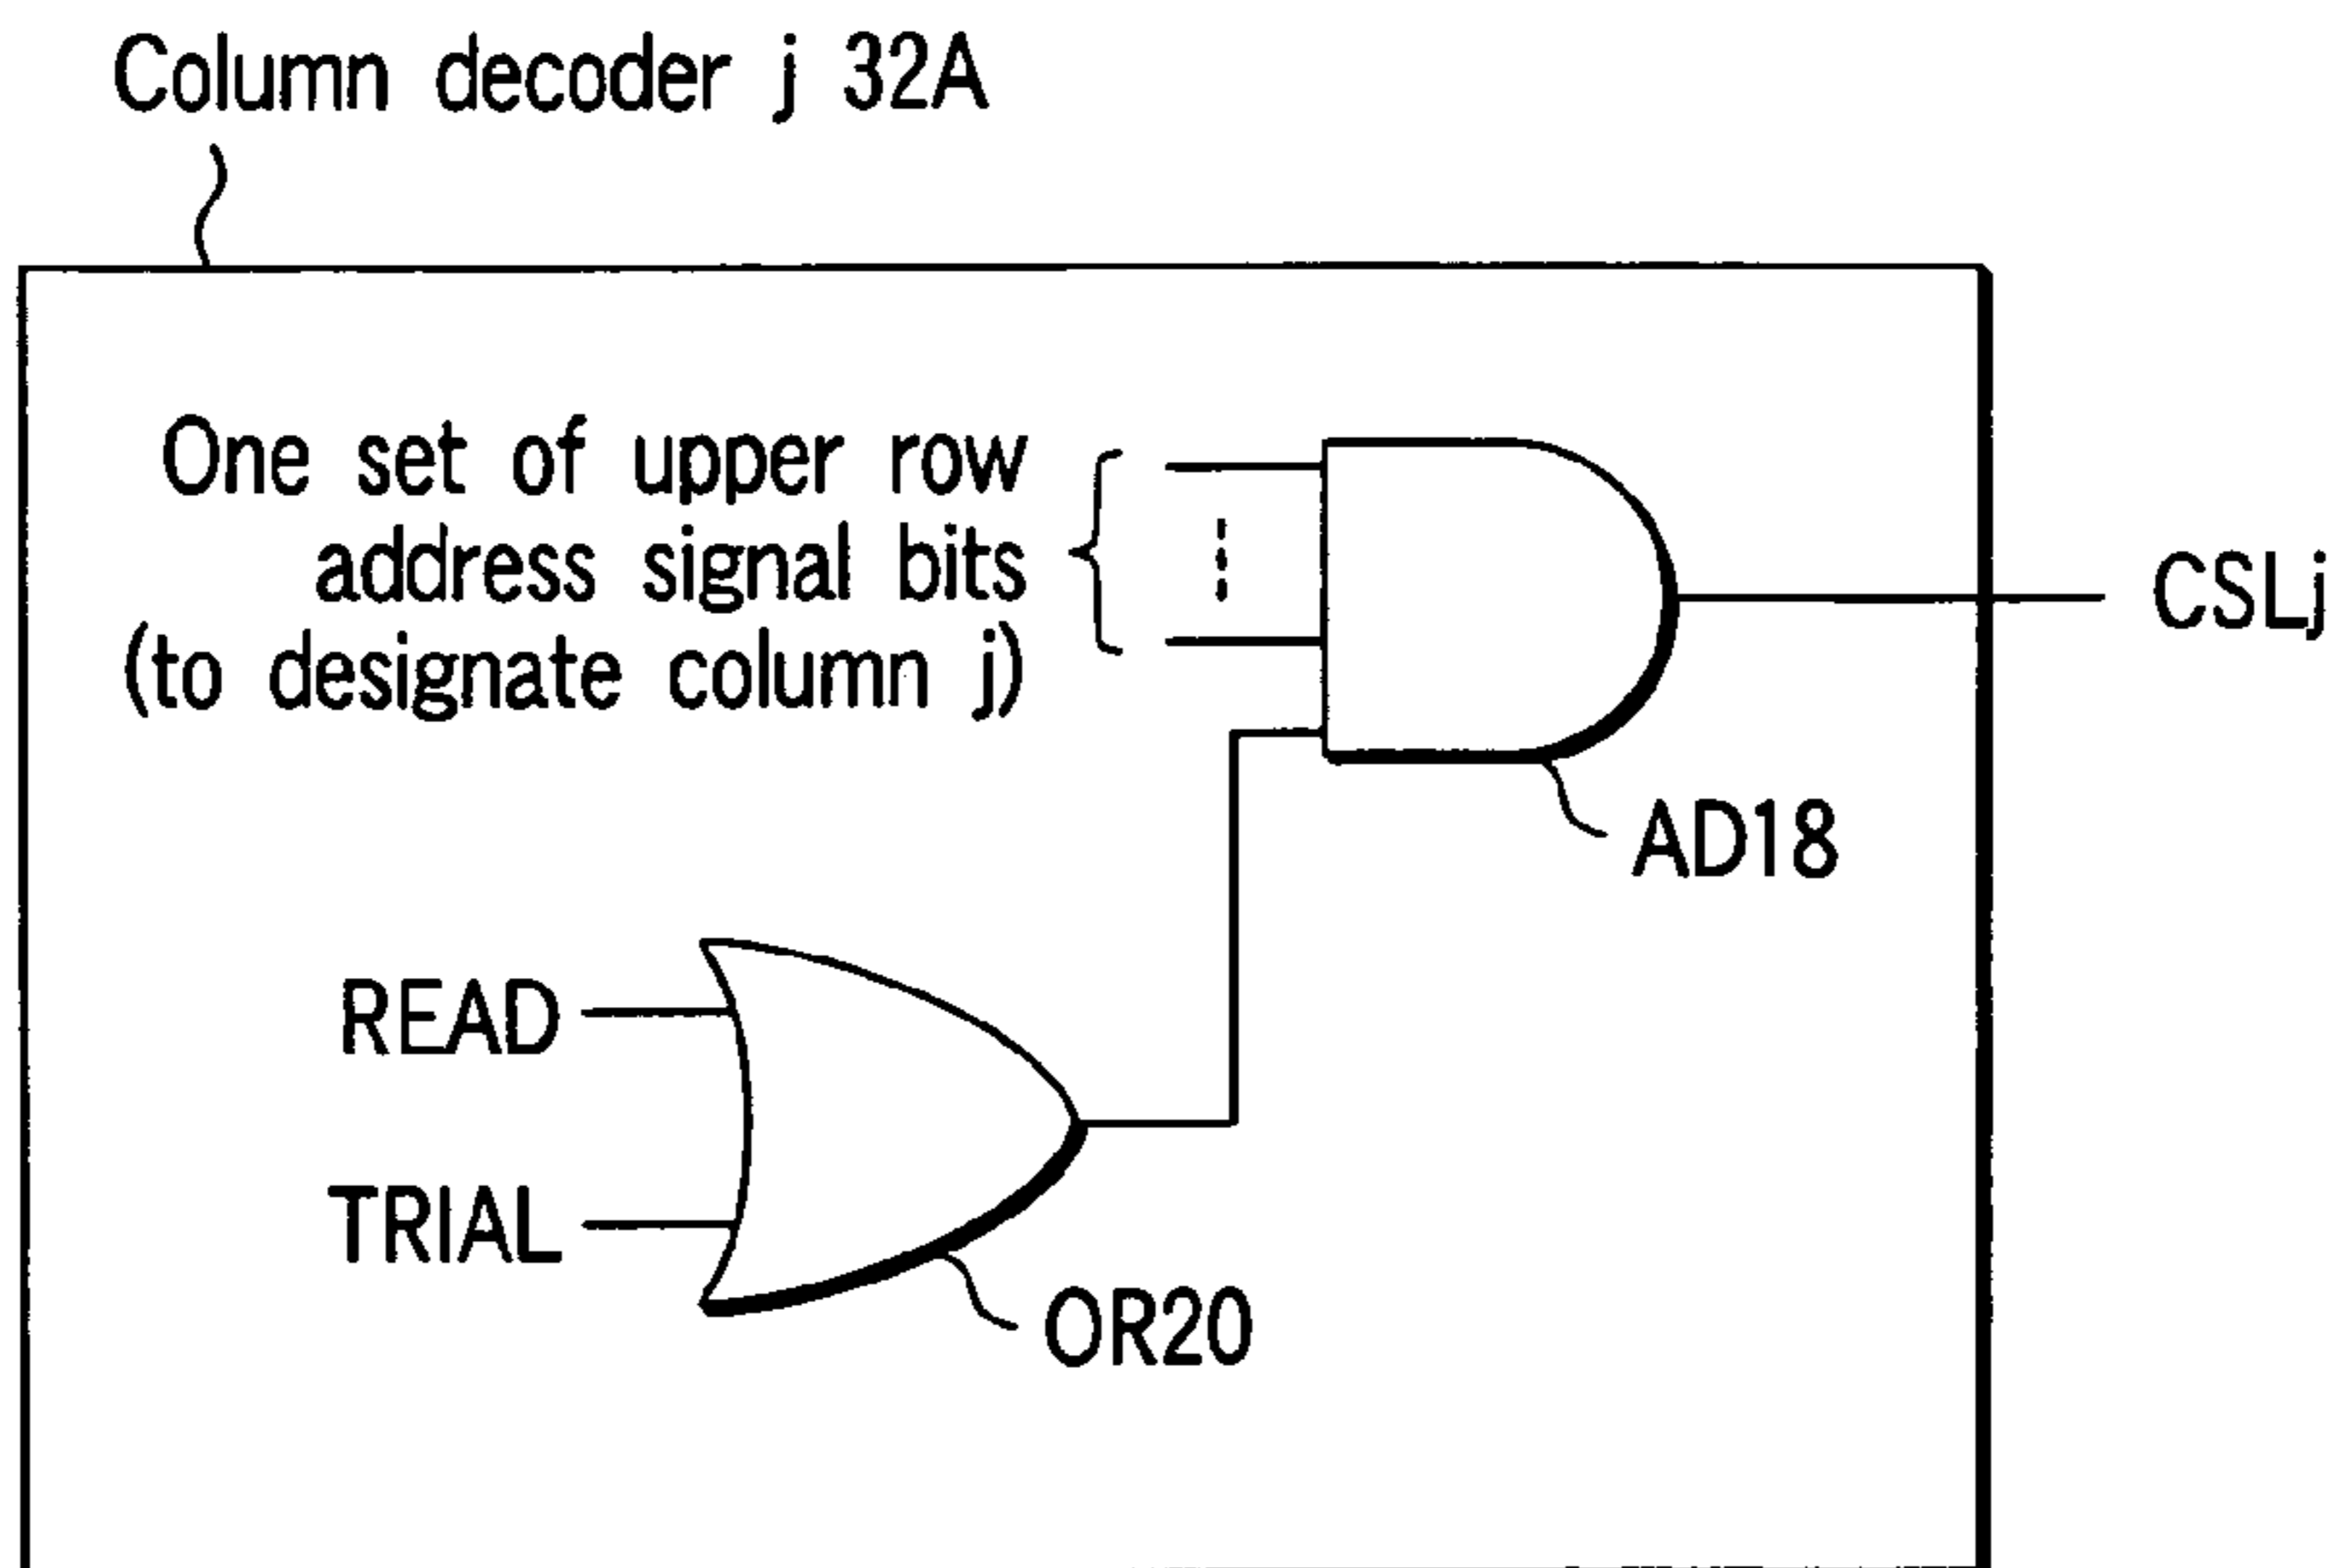 Column decoder j 32A
One set of upper row
address signal bits
(to designate column j)
CSLj
AD18
READ
TRIAL
OR20